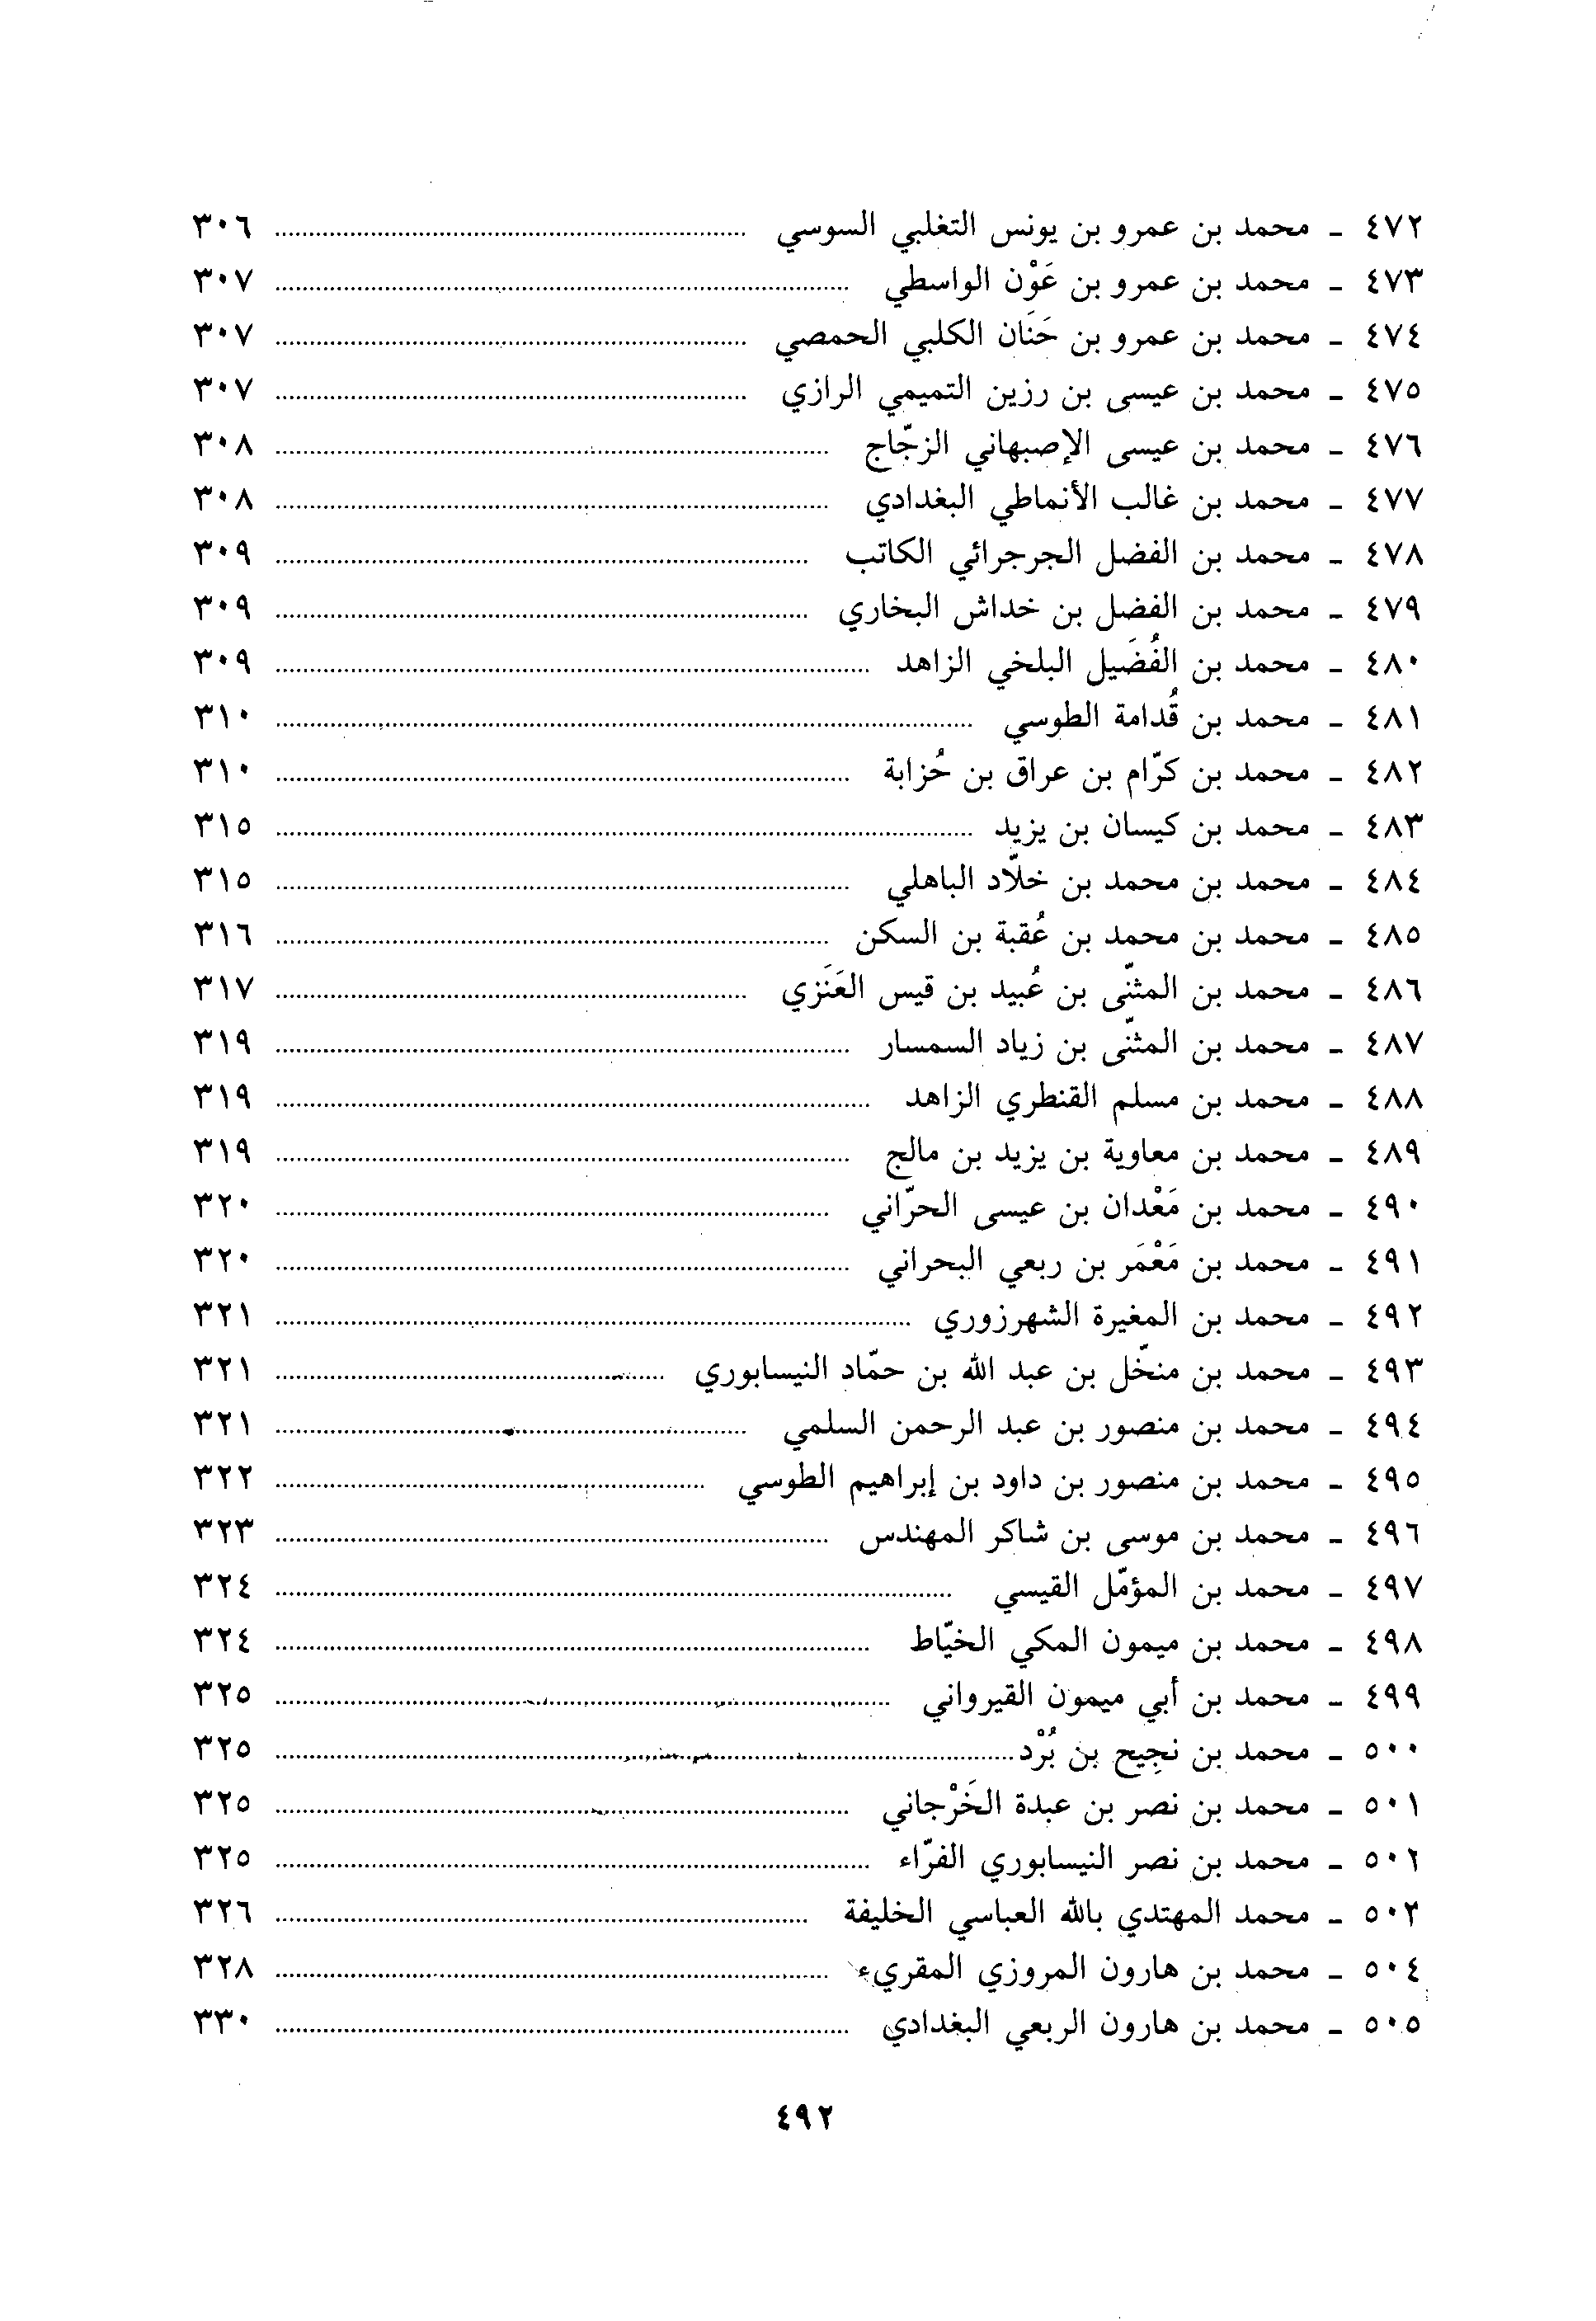 ٤٧٢ - محمد بن عمرو بن يونس التغلبي السوسي ........ ٣٠٦
٤٧٣ - محمد بن عمرو بن عَوْن الواسطي ........ ٣٠٧
٤٧٤ - محمد بن عمرو بن حَنَان الكلبي الحمصي ........ ٣٠٧
٤٧٥ - محمد بن عيسى بن رزين التميمي الرازي ........ ٣٠٧
٤٧٦ - محمد بن عيسى الإصبهاني الزجّاج ........ ٣٠٨
٤٧٧ - محمد بن غالب الأنماطي البغدادي ........ ٣٠٨
٤٧٨ - محمد بن الفضل الجرجرائي الكاتب ........ ٣٠٩
٤٧٩ - محمد بن الفضل بن خداش البخاري ........ ٣٠٩
٤٨٠ - محمد بن الفُضَيل البلخي الزاهد ........ ٣٠٩
٤٨١ - محمد بن قُدامة الطوسي ........ ٣١٠
٤٨٢ - محمد بن كرّام بن عراق بن حُزابة ........ ٣١٠
٤٨٣ - محمد بن كيسان بن يزيد ........ ٣١٥
٤٨٤ - محمد بن محمد بن خلّاد الباهلي ........ ٣١٥
٤٨٥ - محمد بن محمد بن عُقبة بن السكن ........ ٣١٦
٤٨٦ - محمد بن المثنّى بن عُبيد بن قيس العَنَزي ........ ٣١٧
٤٨٧ - محمد بن المثنّى بن زياد السمسار ........ ٣١٩
٤٨٨ - محمد بن مسلم القنطري الزاهد ........ ٣١٩
٤٨٩ - محمد بن معاوية بن يزيد بن مالج ........ ٣١٩
٤٩٠ - محمد بن مَعْدان بن عيسى الحرّاني ........ ٣٢٠
٤٩١ - محمد بن مَعْمَر بن ربعي البحراني ........ ٣٢٠
٤٩٢ - محمد بن المغيرة الشهرزوري ........ ٣٢١
٤٩٣ - محمد بن منخّل بن عبد الله بن حمّاد النيسابوري ........ ٣٢١
٤٩٤ - محمد بن منصور بن عبد الرحمن السلمي ........ ٣٢١
٤٩٥ - محمد بن منصور بن داود بن إبراهيم الطوسي ........ ٣٢٢
٤٩٦ - محمد بن موسى بن شاكر المهندس ........ ٣٢٣
٤٩٧ - محمد بن المؤمّل القيسي ........ ٣٢٤
٤٩٨ - محمد بن ميمون المكي الخيّاط ........ ٣٢٤
٤٩٩ - محمد بن أبي ميمون القيرواني ........ ٣٢٥
٥٠٠ - محمد بن نجِيح بن بُرْد ........ ٣٢٥
٥٠١ - محمد بن نصر بن عبدة الخَرْجاني ........ ٣٢٥
٥٠٢ - محمد بن نصر النيسابوري الفرّاء ........ ٣٢٥
٥٠٣ - محمد المهتدي بالله العباسي الخليفة ........ ٣٢٦
٥٠٤ - محمد بن هارون المروزي المقريء ........ ٣٢٨
٥٠٥ - محمد بن هارون الربعي البغدادي ........ ٣٣٠
٤٩٢